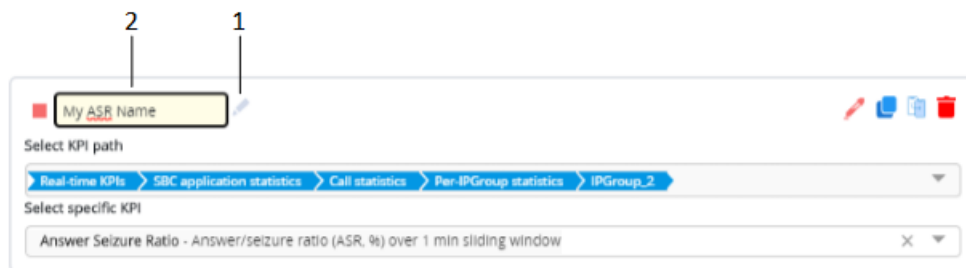 2 1
My ASR Name
Select KPI path
Real-time KPIs SBC application statistics Call statistics Per-IPGroup statistics IPGroup_2
Select specific KPI
Answer Seizure Ratio - Answer/seizure ratio (ASR, %) over 1 min sliding window